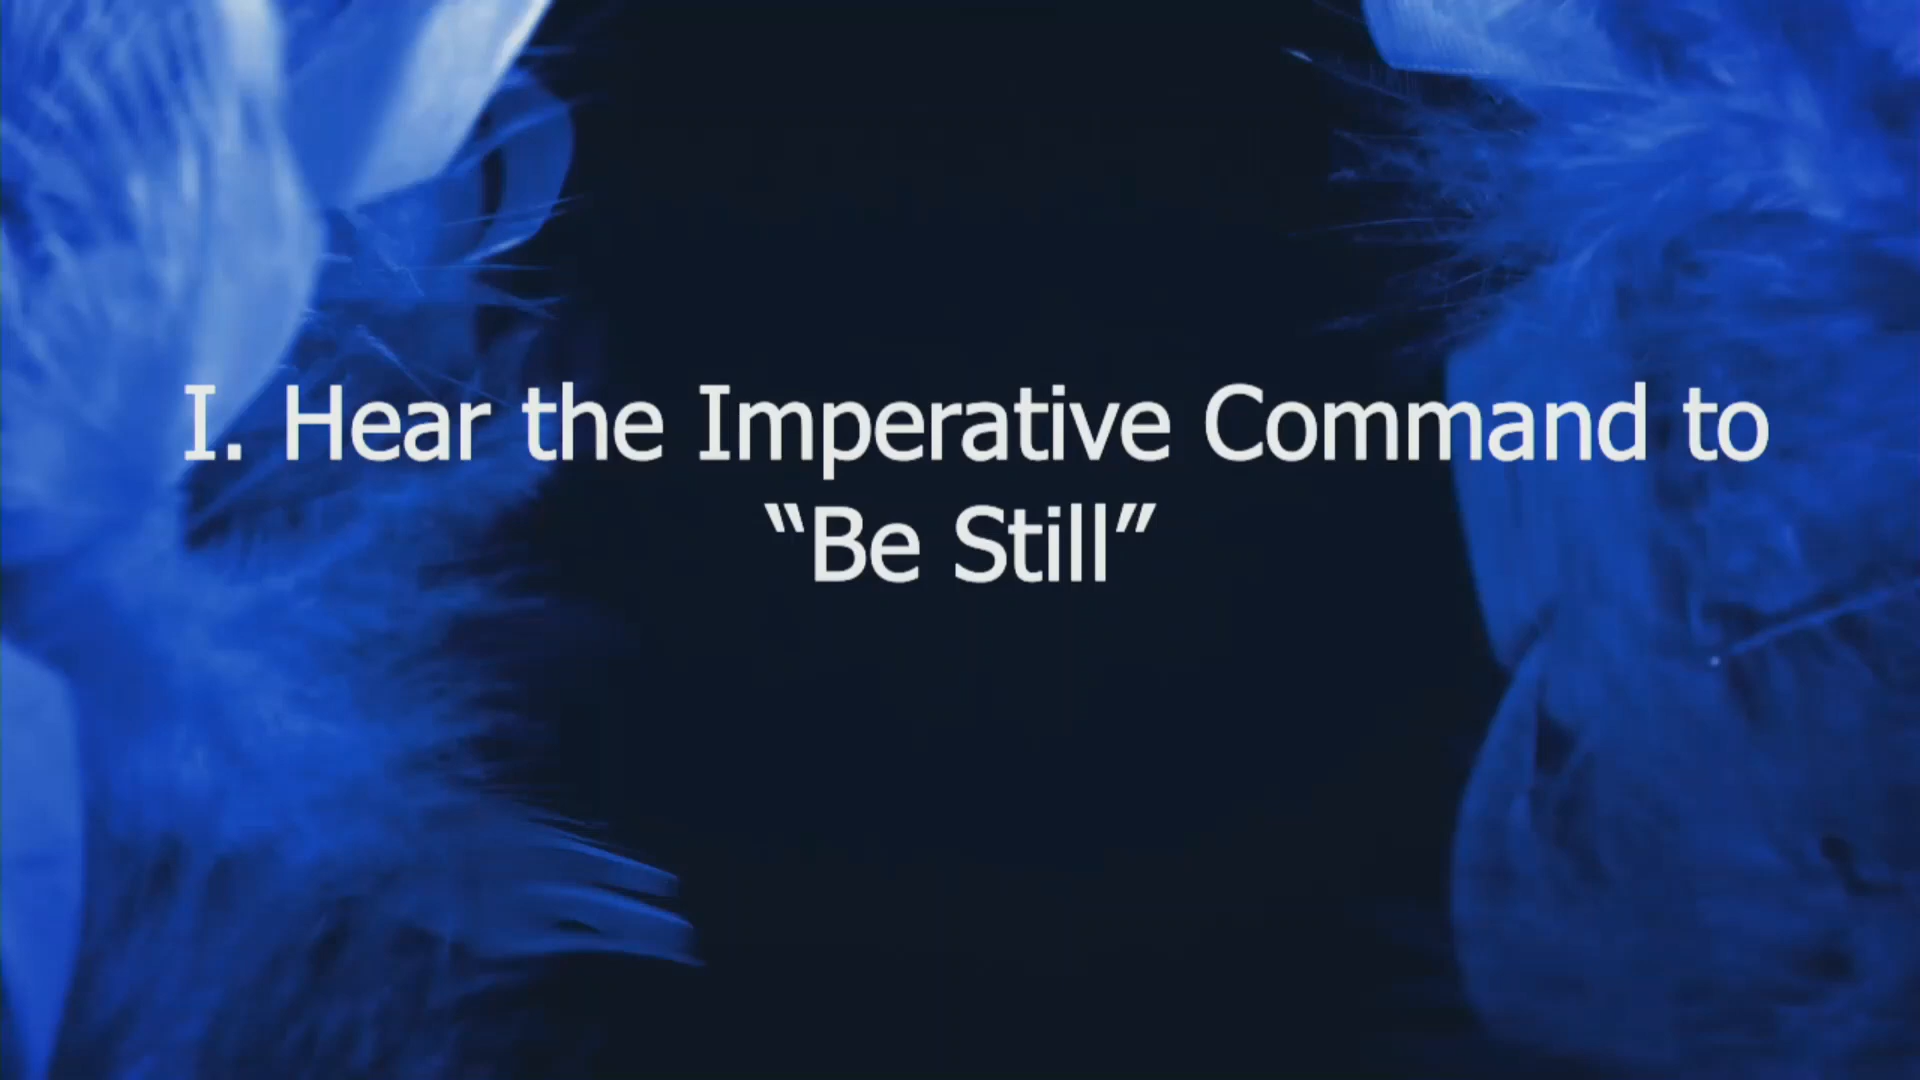 I. Hear the Imperative Command to
“Be Still”